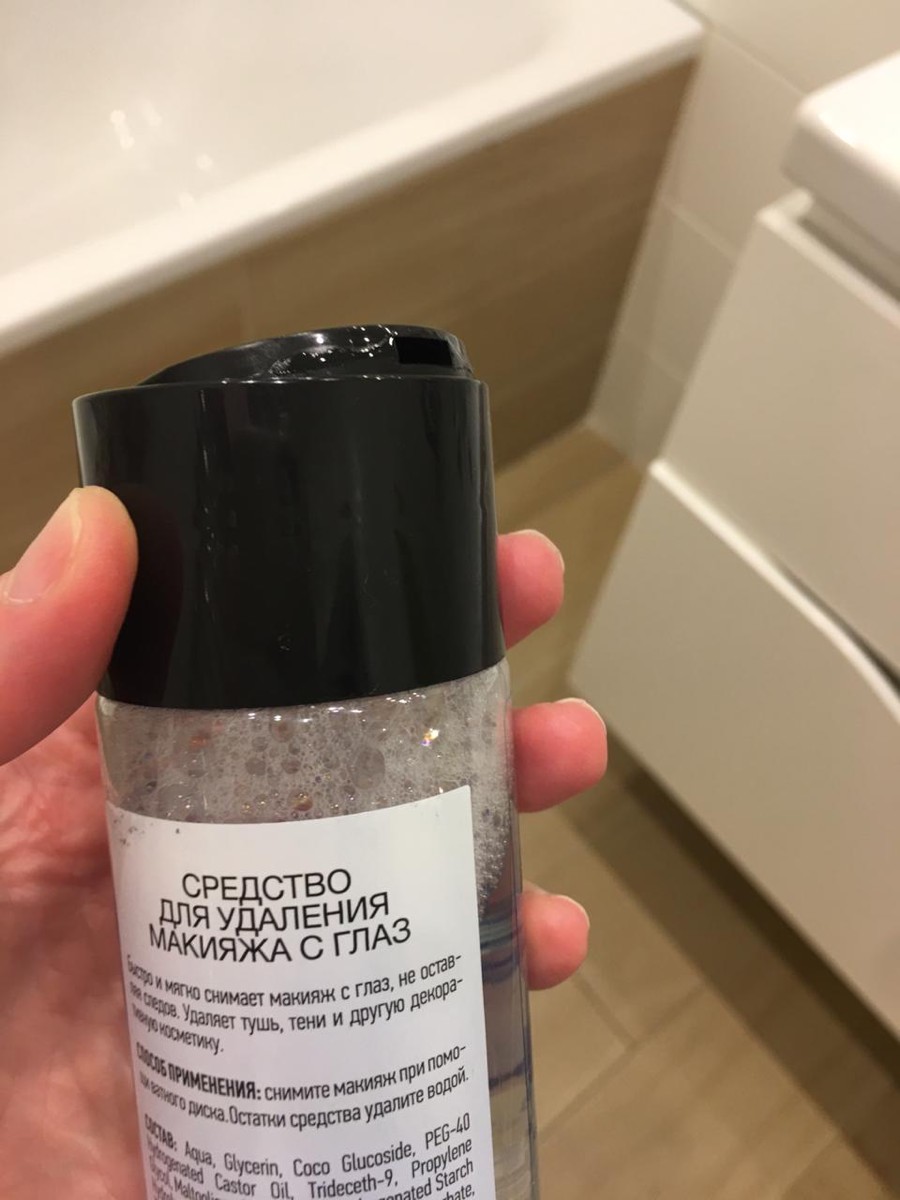 СРЕДСТВО
ДЛЯ УДАЛЕНИЯ
МАКИЯЖА С ГЛАЗ
Быстро и мягко снимает макияж с глаз, не остав-
ляя следов. Удаляет тушь, тени и другую декора-
тивную косметику.
СПОСОБ ПРИМЕНЕНИЯ: снимите макияж при помо-
щи ватного диска.Остатки средства удалите водой.
СОСТАВ: Aqua, Glycerin, Coco Glucoside, PEG-40
Hydrogenated Castor Oil, Trideceth-9, Propylene
Glycol, Starch